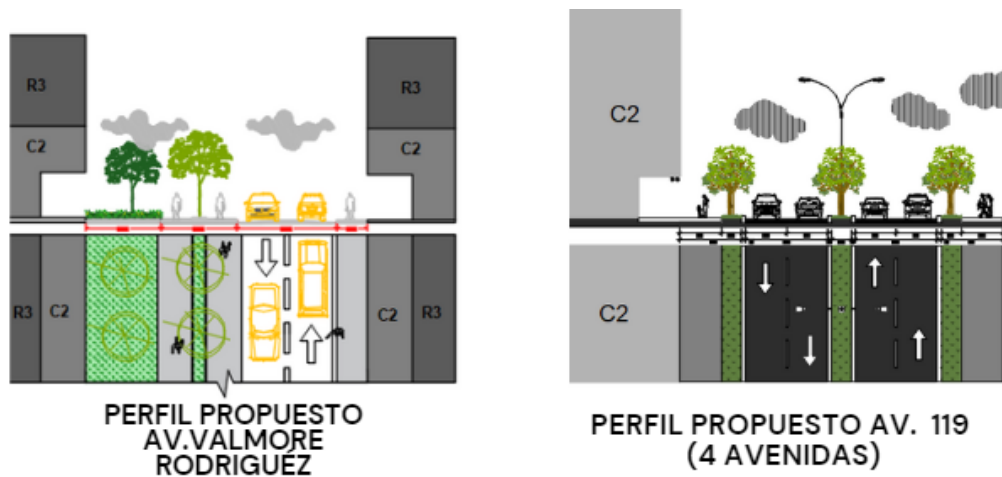 R3
R3
C2
C2
R3
C2
C2
R3
PERFIL PROPUESTO
AV.VALMORE
RODRIGUÉZ
C2
C2
PERFIL PROPUESTO AV. 119
(4 AVENIDAS)